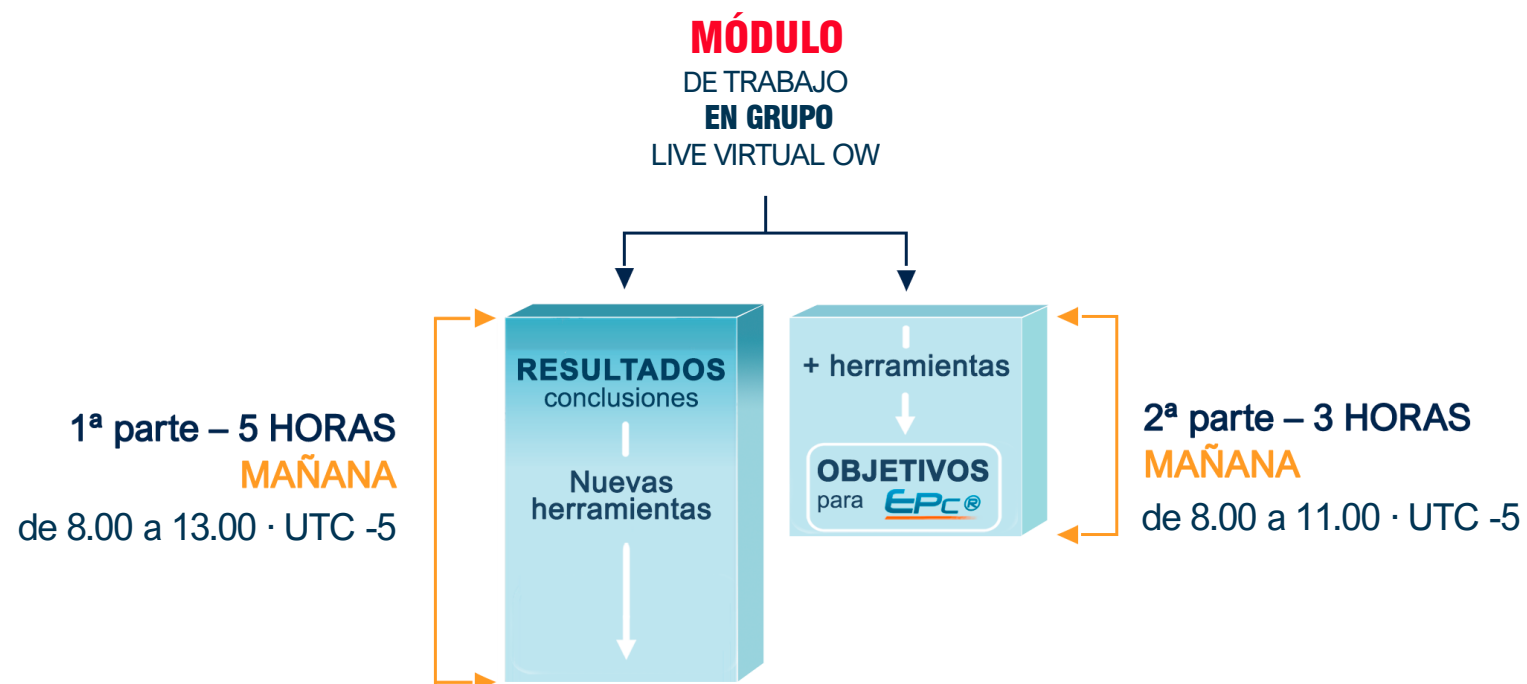 MÓDULO
DE TRABAJO
EN GRUPO
LIVE VIRTUAL OW
1ª parte – 5 HORAS
MAÑANA
de 8.00 a 13.00 · UTC -5
RESULTADOS
conclusiones
Nuevas
herramientas
+ herramientas
OBJETIVOS
para EPc®
2ª parte – 3 HORAS
MAÑANA
de 8.00 a 11.00 · UTC -5